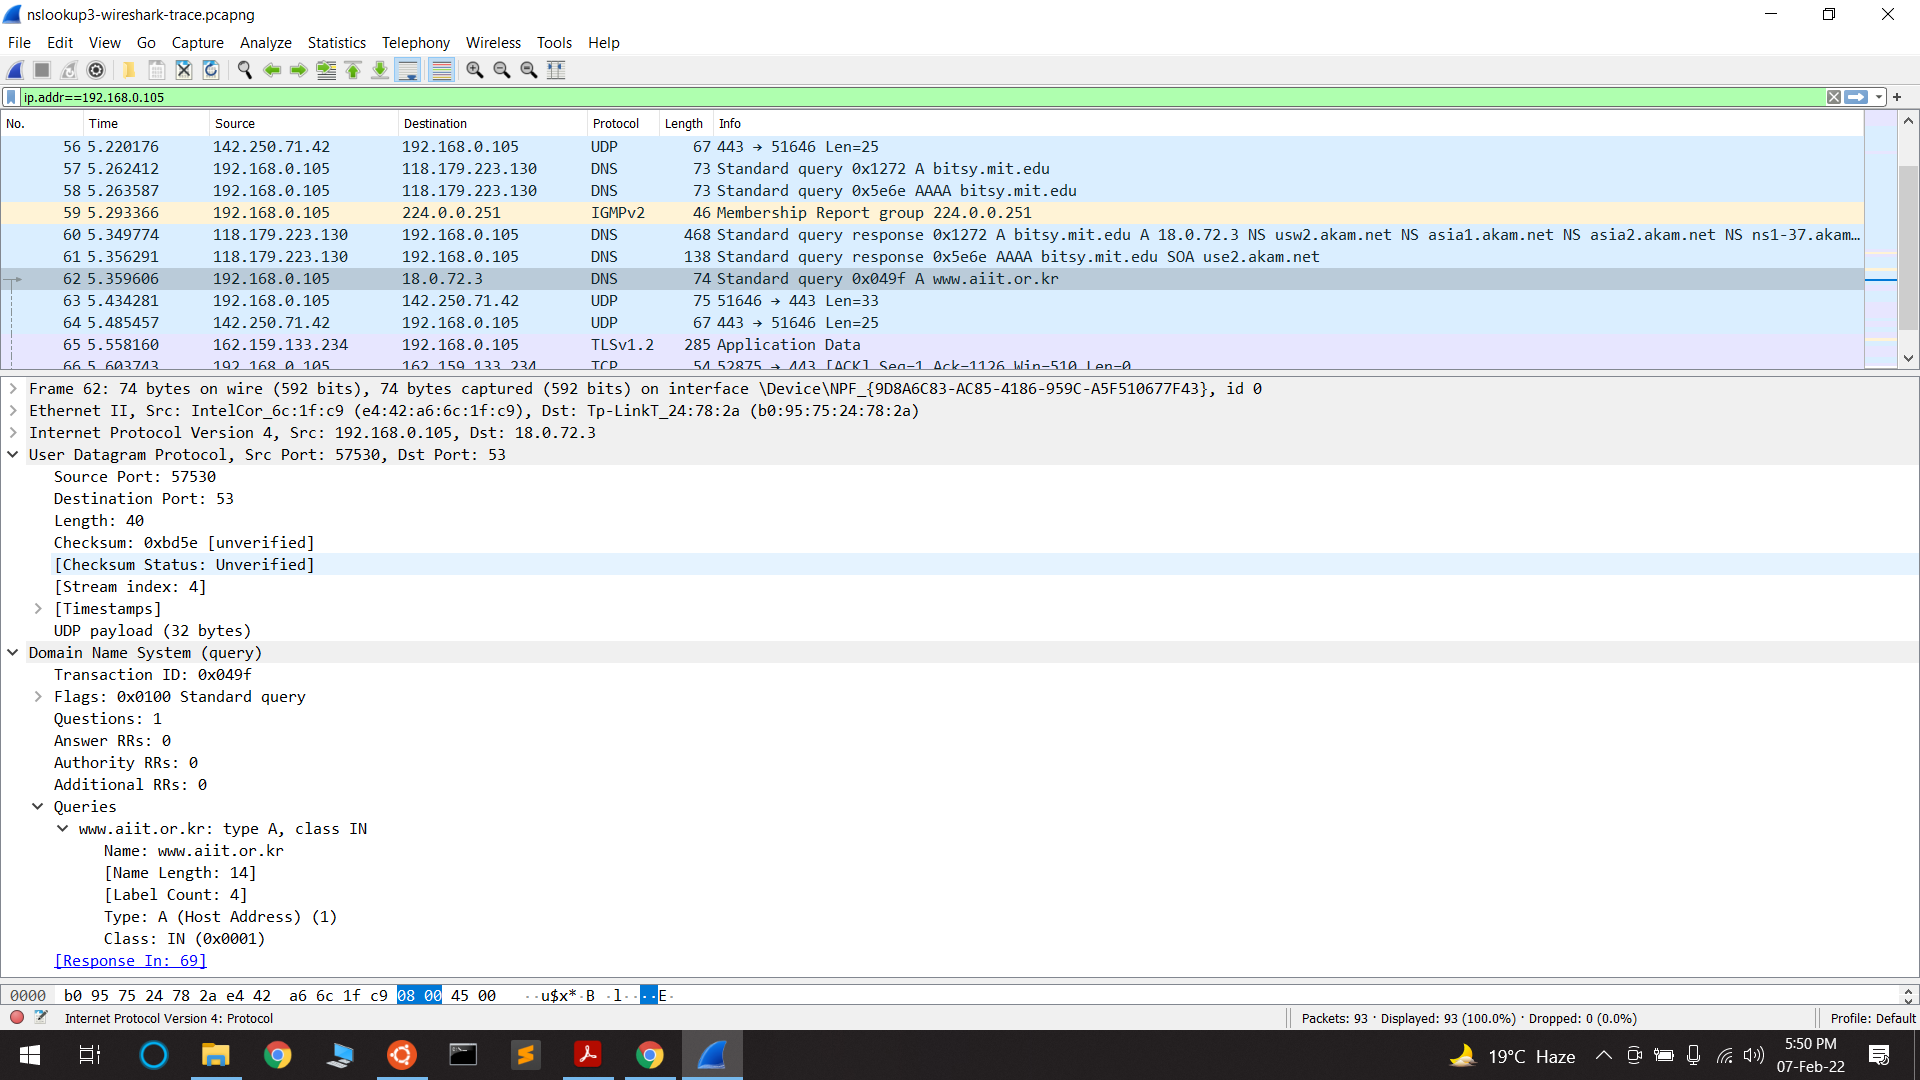 nslookup3-wireshark-trace.pcapng
File Edit View Go Capture Analyze Statistics Telephony Wireless Tools Help
ip.addr==192.168.0.105
No. Time Source Destination Protocol Length Info
56 5.220176 142.250.71.42 192.168.0.105 UDP 67 443 → 51646 Len=25
57 5.262412 192.168.0.105 118.179.223.130 DNS 73 Standard query 0x1272 A bitsy.mit.edu
58 5.263587 192.168.0.105 118.179.223.130 DNS 73 Standard query 0x5e6e AAAA bitsy.mit.edu
59 5.293366 192.168.0.105 224.0.0.251 IGMPv2 46 Membership Report group 224.0.0.251
60 5.349774 118.179.223.130 192.168.0.105 DNS 468 Standard query response 0x1272 A bitsy.mit.edu A 18.0.72.3 NS usw2.akam.net NS asia1.akam.net NS asia2.akam.net NS ns1-37.akam…
61 5.356291 118.179.223.130 192.168.0.105 DNS 138 Standard query response 0x5e6e AAAA bitsy.mit.edu SOA use2.akam.net
62 5.359606 192.168.0.105 18.0.72.3 DNS 74 Standard query 0x049f A www.aiit.or.kr
63 5.434281 192.168.0.105 142.250.71.42 UDP 75 51646 → 443 Len=33
64 5.485457 142.250.71.42 192.168.0.105 UDP 67 443 → 51646 Len=25
65 5.558160 162.159.133.234 192.168.0.105 TLSv1.2 285 Application Data
66 5.603743 192.168.0.105 162.159.133.234 TCP 54 52875 → 443 [ACK] Seq=1 Ack=1126 Win=510 Len=0
Frame 62: 74 bytes on wire (592 bits), 74 bytes captured (592 bits) on interface \Device\NPF_{9D8A6C83-AC85-4186-959C-A5F510677F43}, id 0
Ethernet II, Src: IntelCor_6c:1f:c9 (e4:42:a6:6c:1f:c9), Dst: Tp-LinkT_24:78:2a (b0:95:75:24:78:2a)
Internet Protocol Version 4, Src: 192.168.0.105, Dst: 18.0.72.3
User Datagram Protocol, Src Port: 57530, Dst Port: 53
Source Port: 57530
Destination Port: 53
Length: 40
Checksum: 0xbd5e [unverified]
[Checksum Status: Unverified]
[Stream index: 4]
[Timestamps]
UDP payload (32 bytes)
Domain Name System (query)
Transaction ID: 0x049f
Flags: 0x0100 Standard query
Questions: 1
Answer RRs: 0
Authority RRs: 0
Additional RRs: 0
Queries
www.aiit.or.kr: type A, class IN
Name: www.aiit.or.kr
[Name Length: 14]
[Label Count: 4]
Type: A (Host Address) (1)
Class: IN (0x0001)
[Response In: 69]
0000 b0 95 75 24 78 2a e4 42 a6 6c 1f c9 08 00 45 00 ··u$x*·B ·l····E·
Internet Protocol Version 4: Protocol
Packets: 93 · Displayed: 93 (100.0%) · Dropped: 0 (0.0%)
Profile: Default
19°C Haze
5:50 PM
07-Feb-22